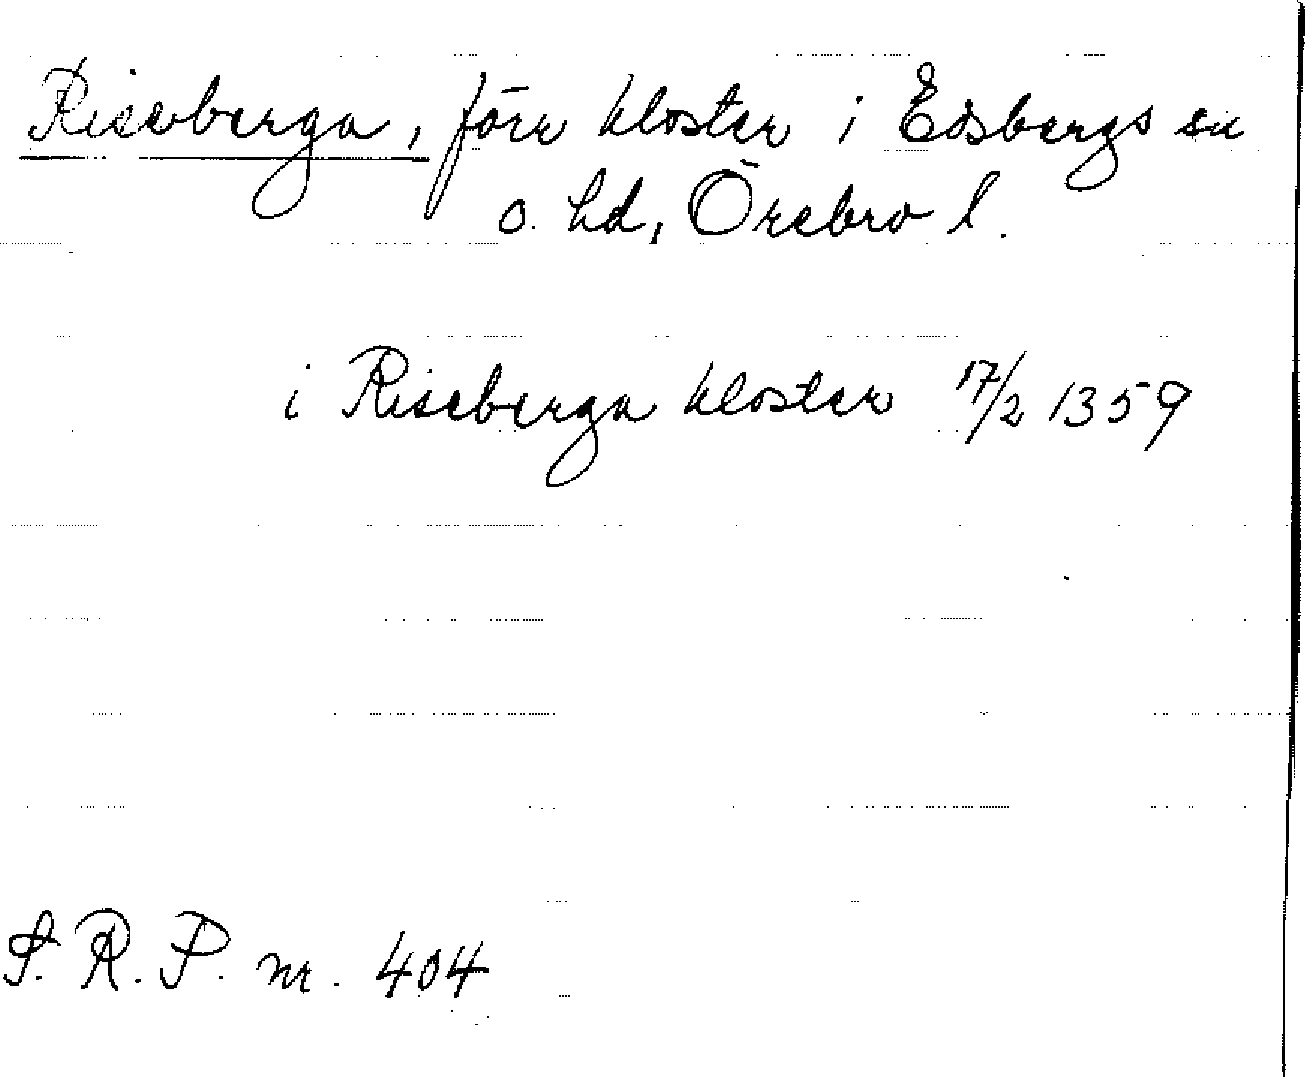 Riseberga, förr kloster i Edsbergs sn
o. hd, Örebro l.
i Riseberga kloster 17/2 1359
S. R. P. nr. 404